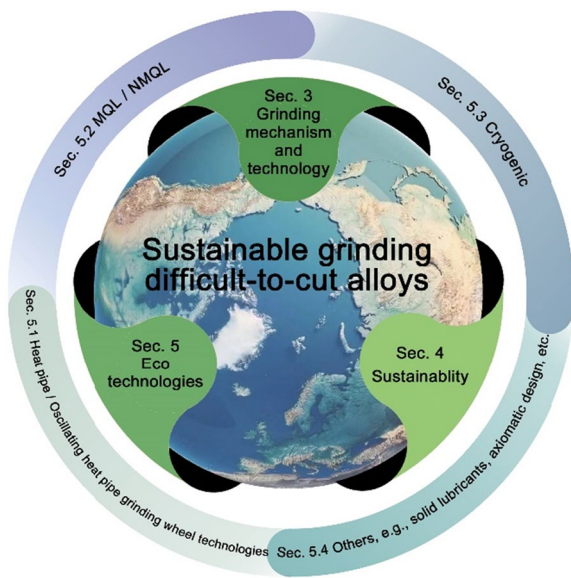 Sec. 5.2 MQL / NMQL
Sec. 5.3 Cryogenic
Sec. 3
Grinding
mechanism
and
technology
Sustainable grinding
difficult-to-cut alloys
Sec. 5
Eco
technologies
Sec. 4
Sustainablity
Sec. 5.1 Heat pipe / Oscillating heat pipe grinding wheel technologies
Sec. 5.4 Others, e.g., solid lubricants, axiomatic design, etc.